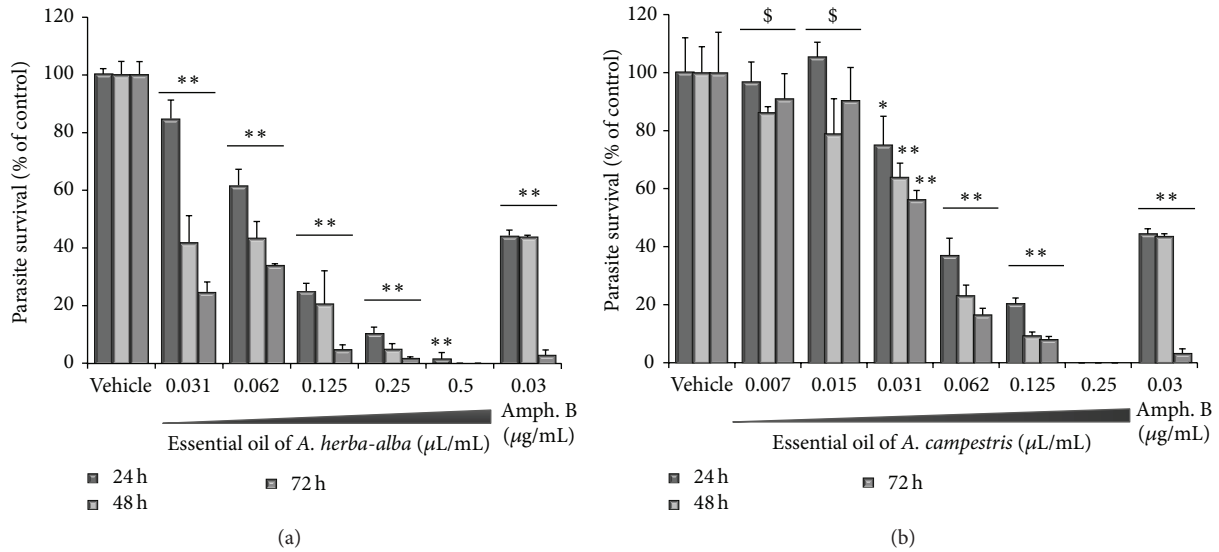 120
100
80
60
40
20
0
Parasite survival (% of control)
**
**
**
**
**
**
Vehicle 0.031 0.062 0.125 0.25 0.5 0.03
Amph. B
(μg/mL)
Essential oil of A. herba-alba (μL/mL)
24 h
48 h
72 h
(a)
120
100
80
60
40
20
0
Parasite survival (% of control)
$ $
*
**
**
**
**
**
Vehicle 0.007 0.015 0.031 0.062 0.125 0.25 0.03
Amph. B
(μg/mL)
Essential oil of A. campestris (μL/mL)
24 h
48 h
72 h
(b)